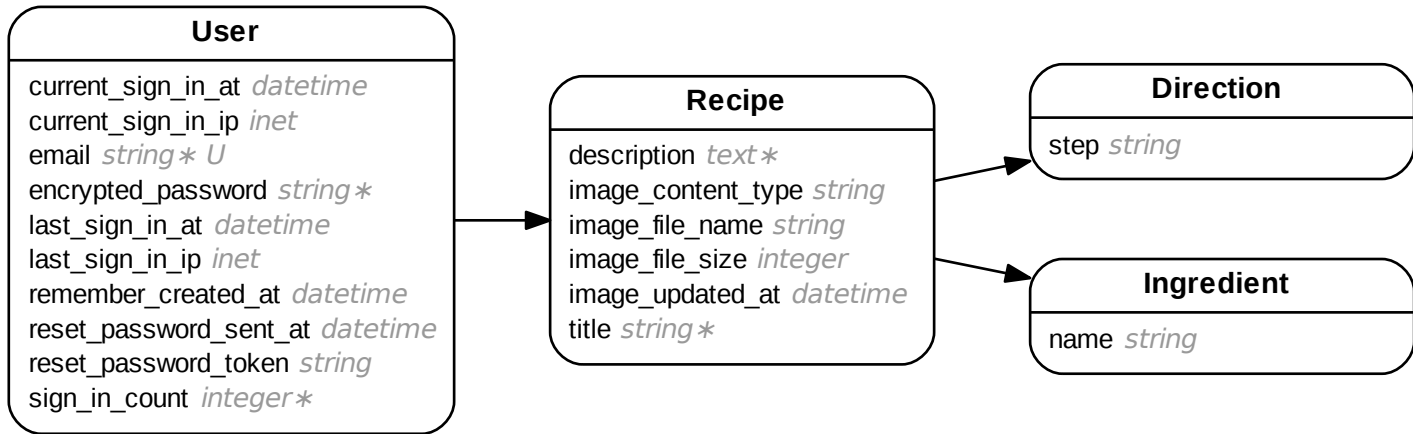 User
current_sign_in_at datetime
current_sign_in_ip inet
email string∗ U
encrypted_password string∗
last_sign_in_at datetime
last_sign_in_ip inet
remember_created_at datetime
reset_password_sent_at datetime
reset_password_token string
sign_in_count integer∗
Recipe
description text∗
image_content_type string
image_file_name string
image_file_size integer
image_updated_at datetime
title string∗
Direction
step string
Ingredient
name string